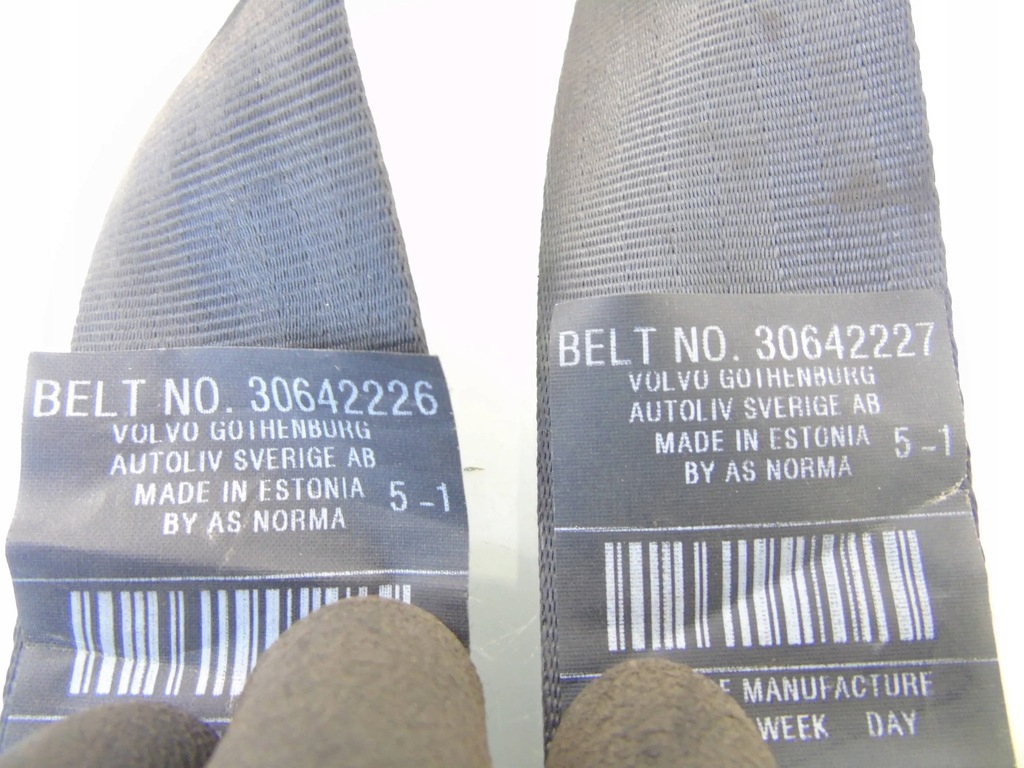 BELT NO. 30642226
VOLVO GOTHENBURG
AUTOLIV SVERIGE AB
MADE IN ESTONIA 5-1
BY AS NORMA
BELT NO. 30642227
VOLVO GOTHENBURG
AUTOLIV SVERIGE AB
MADE IN ESTONIA 5-1
BY AS NORMA
MANUFACTURE
WEEK DAY